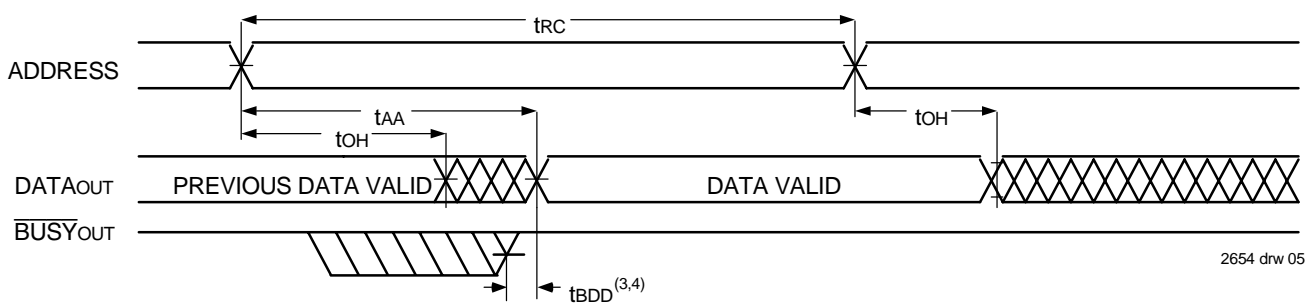 tRC
ADDRESS
tAA
tOH
tOH
DATAOUT
PREVIOUS DATA VALID
DATA VALID
BUSYOUT
2654 drw 05
tBDD(3,4)